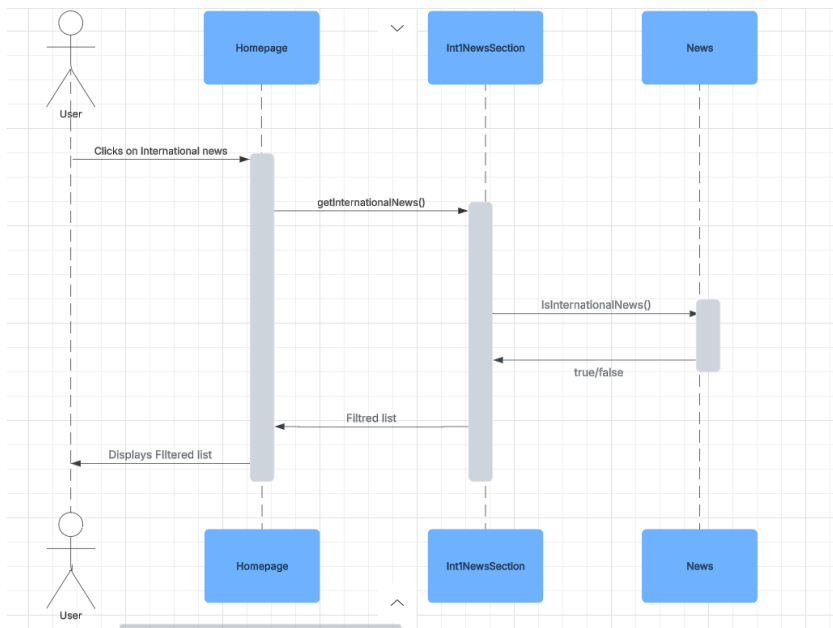 Homepage
Int1NewsSection
News
User
Clicks on International news
getInternationalNews()
IsInternationalNews()
true/false
Filtred list
Displays FIltered list
Homepage
Int1NewsSection
News
User